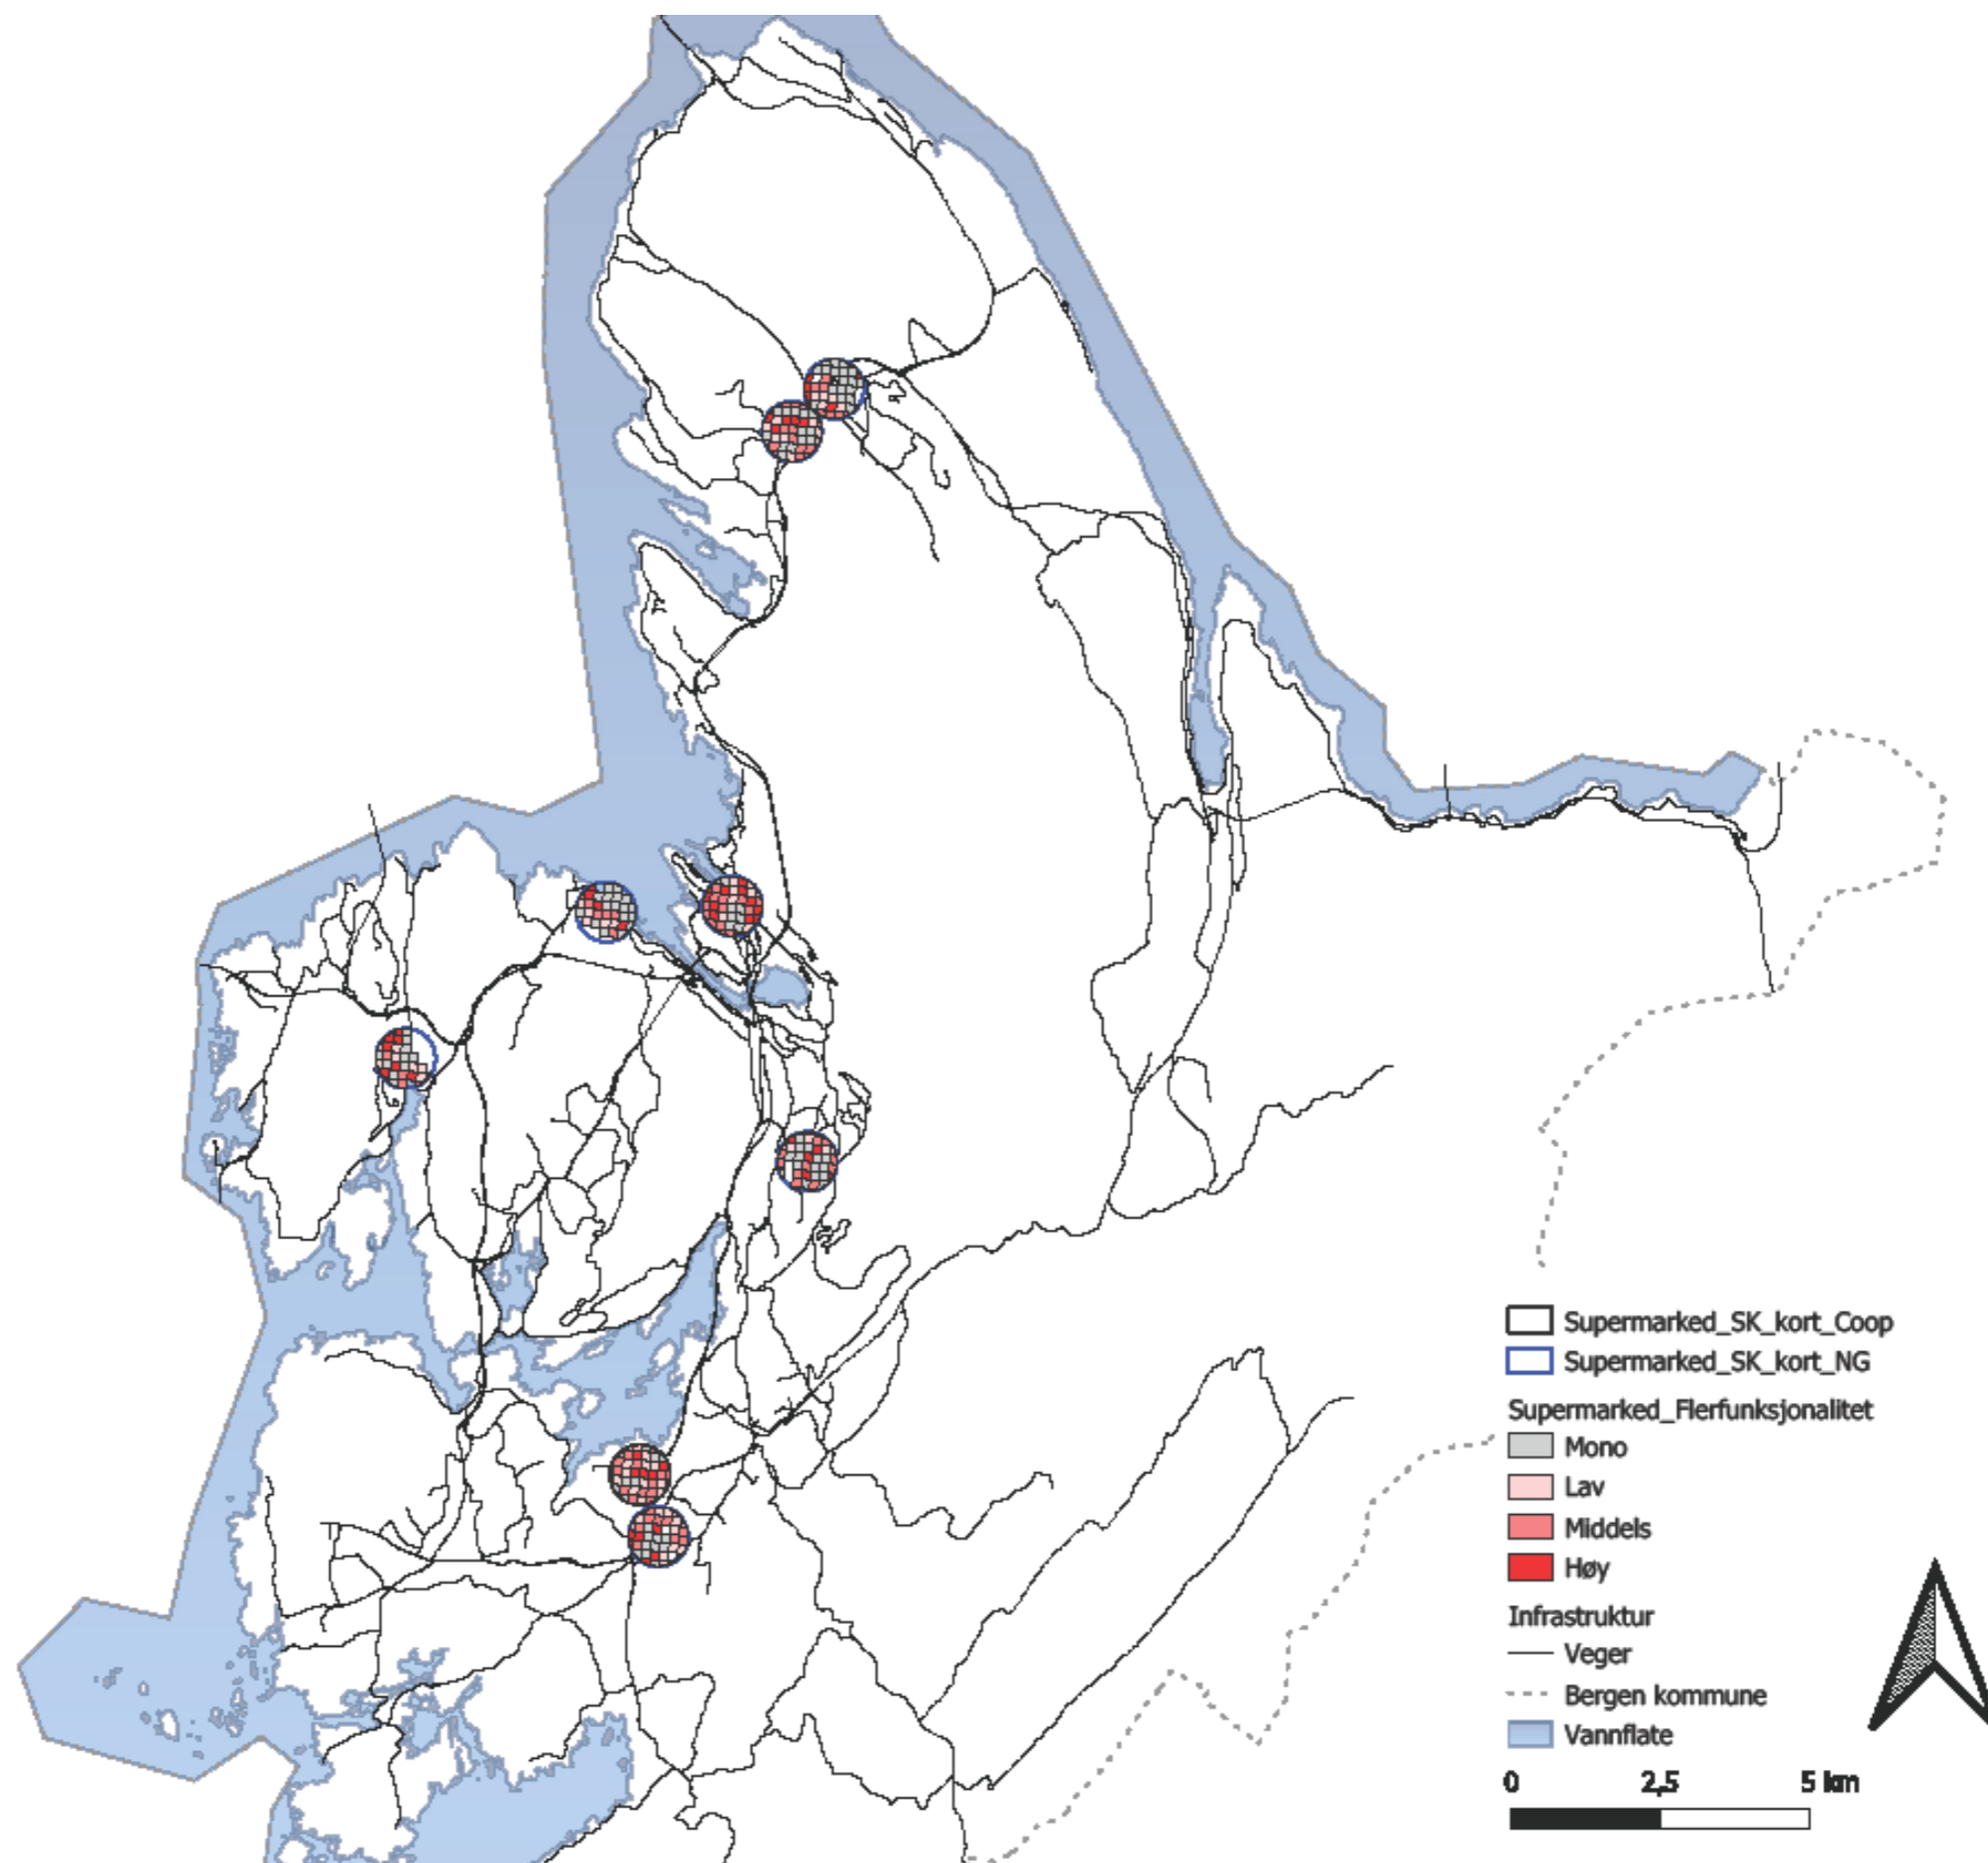 Supermarked_SK_kort_Coop
Supermarked_SK_kort_NG
Supermarked_Flerfunksjonalitet
Mono
Lav
Middels
Høy
Infrastruktur
Veger
Bergen kommune
Vannflate
0 2,5 5 km